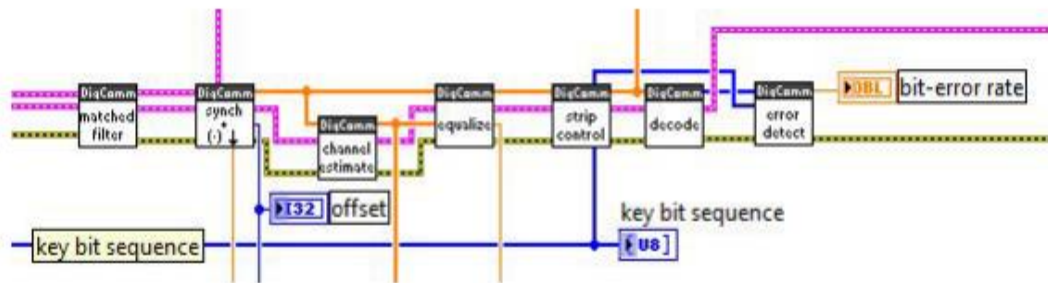 DigComm
matched
filter
DigComm
synch
(·)*↓
DigComm
channel
estimate
DigComm
equalize
DigComm
strip
control
DigComm
decode
DigComm
error
detect
DBL
bit-error rate
I32
offset
key bit sequence
key bit sequence
U8